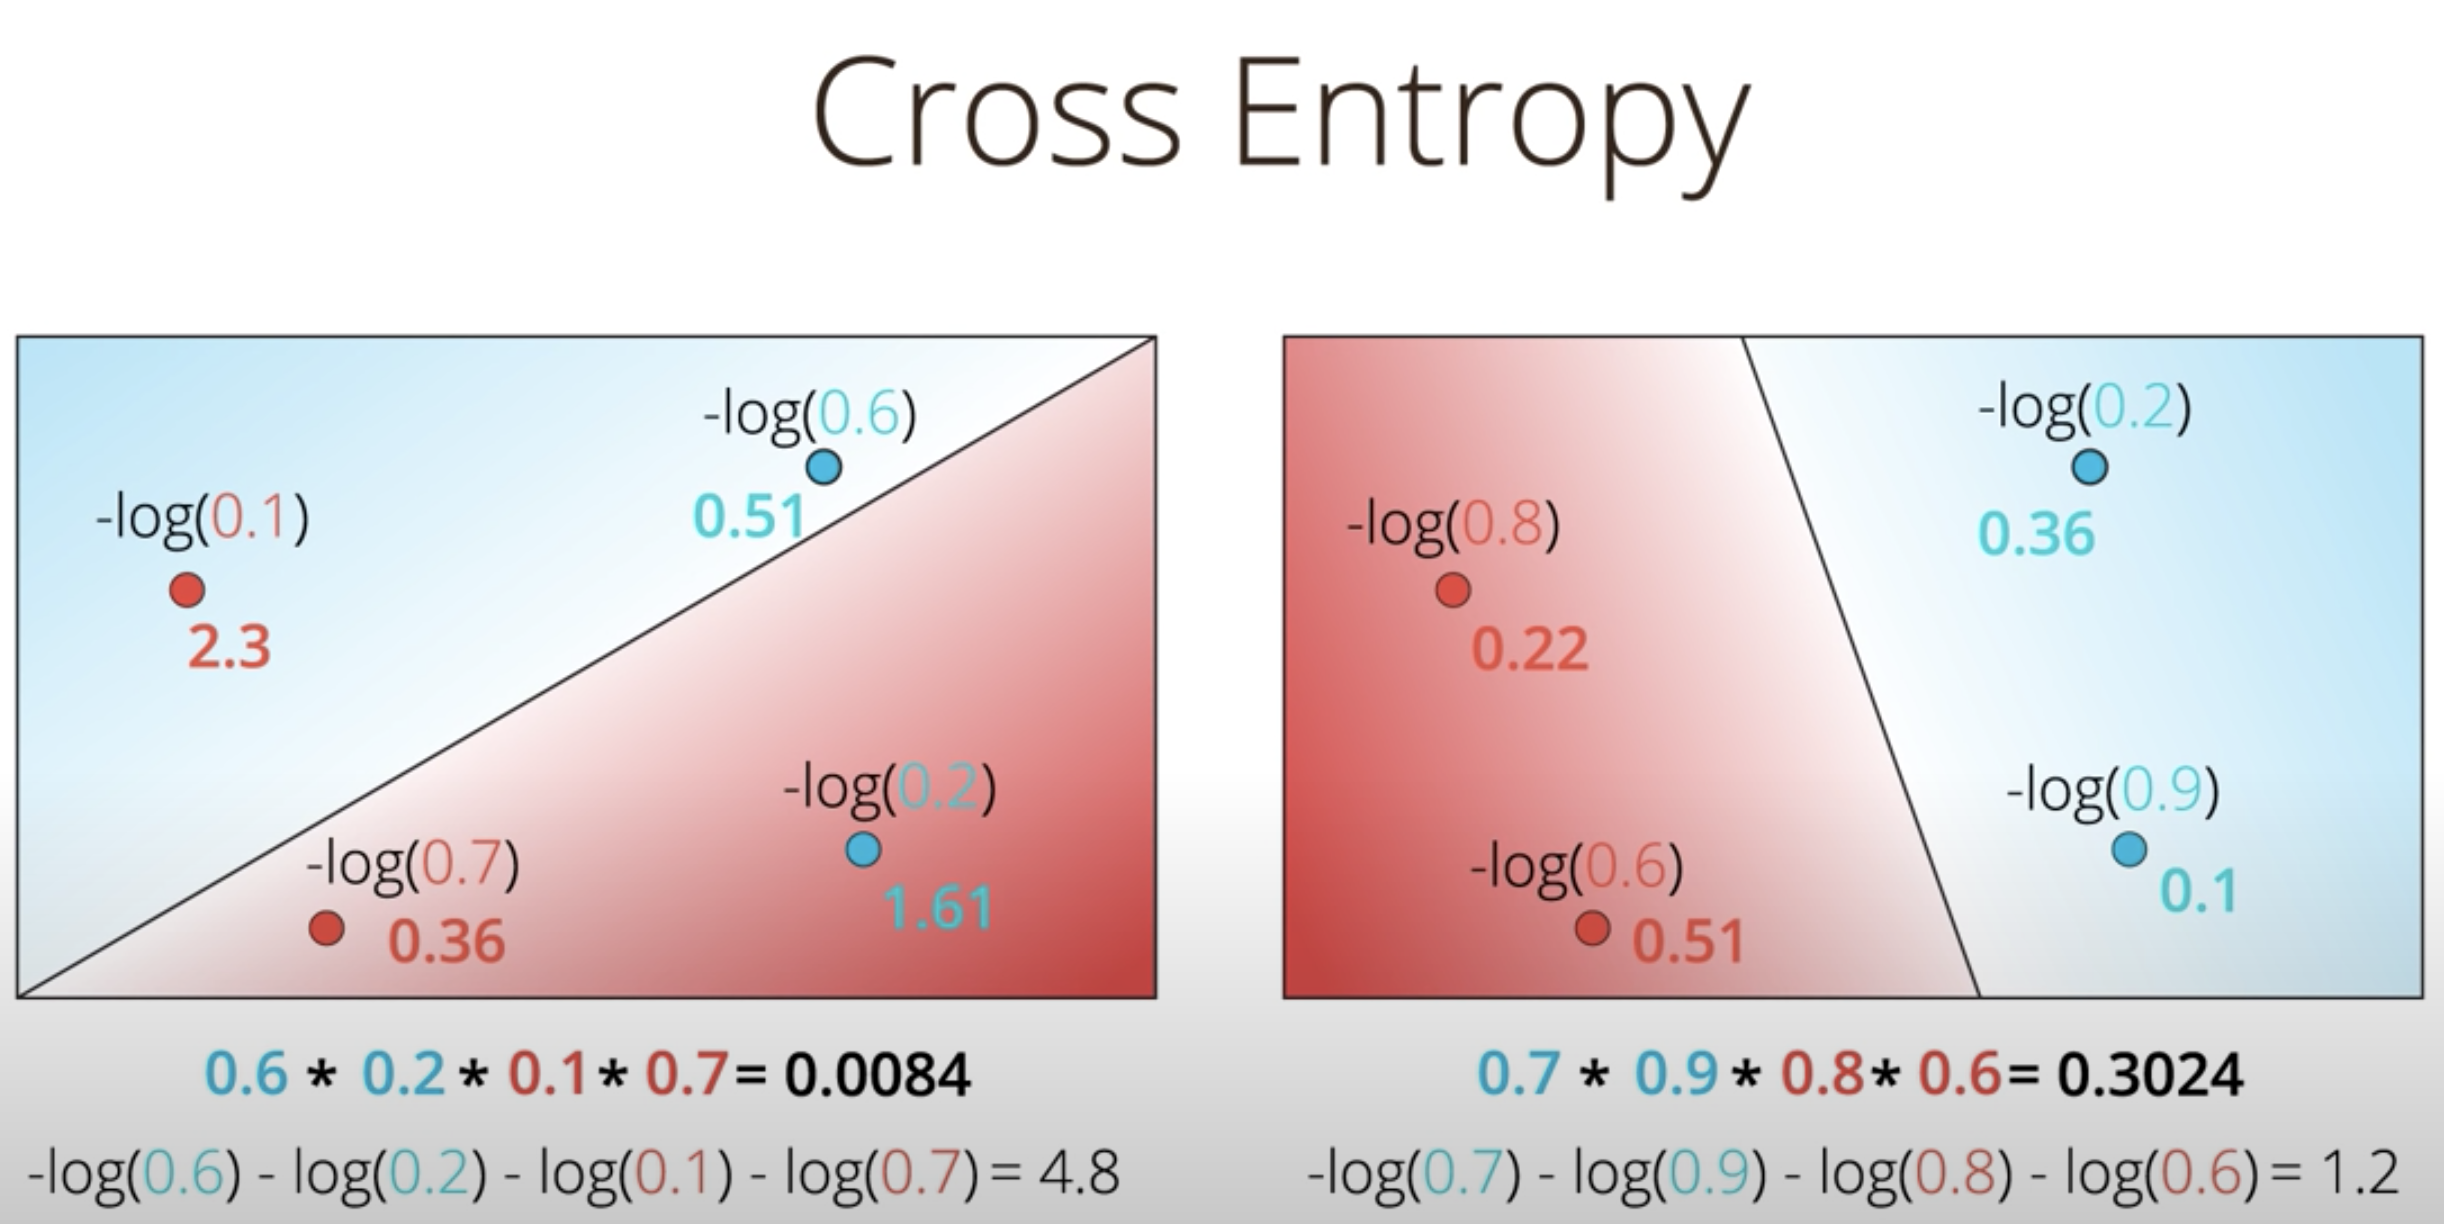 Cross Entropy
-log(0.6)
0.51
-log(0.1)
2.3
-log(0.2)
1.61
-log(0.7)
0.36
-log(0.2)
0.36
-log(0.8)
0.22
-log(0.9)
0.1
-log(0.6)
0.51
0.6 * 0.2 * 0.1 * 0.7 = 0.0084
-log(0.6) - log(0.2) - log(0.1) - log(0.7) = 4.8
0.7 * 0.9 * 0.8 * 0.6 = 0.3024
-log(0.7) - log(0.9) - log(0.8) - log(0.6) = 1.2